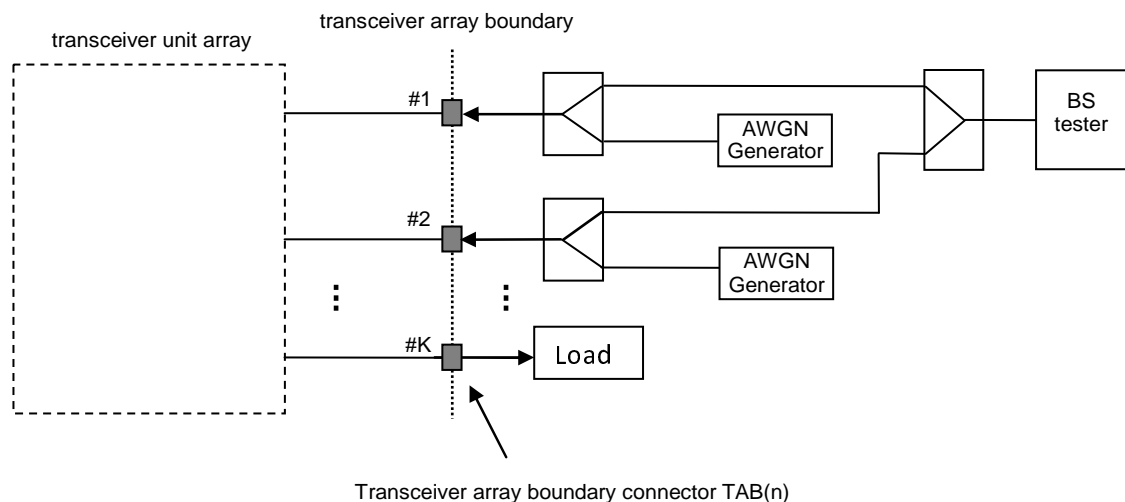 transceiver array boundary
transceiver unit array
#1
BS
tester
AWGN
Generator
#2
AWGN
Generator
#K
Load
Transceiver array boundary connector TAB(n)